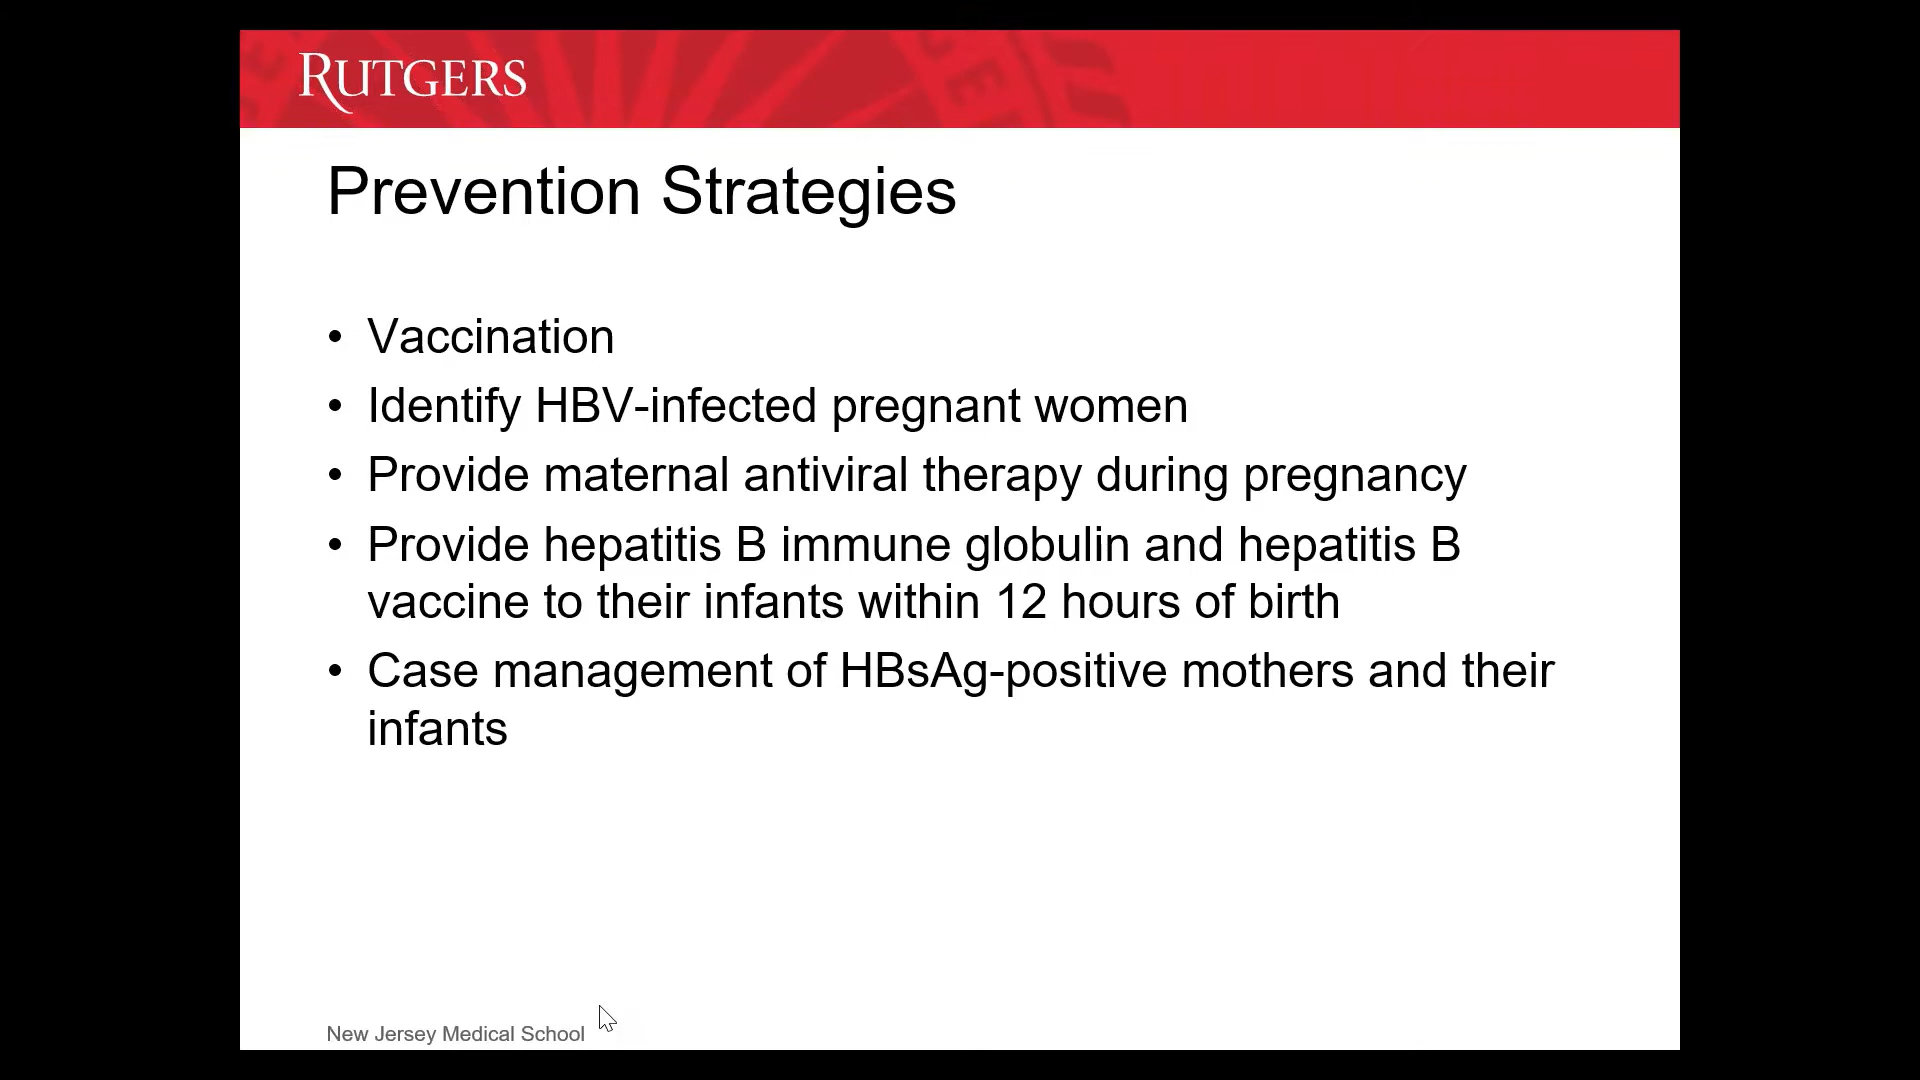 RUTGERS
Prevention Strategies
• Vaccination
• Identify HBV-infected pregnant women
• Provide maternal antiviral therapy during pregnancy
• Provide hepatitis B immune globulin and hepatitis B
vaccine to their infants within 12 hours of birth
• Case management of HBsAg-positive mothers and their
infants
New Jersey Medical School